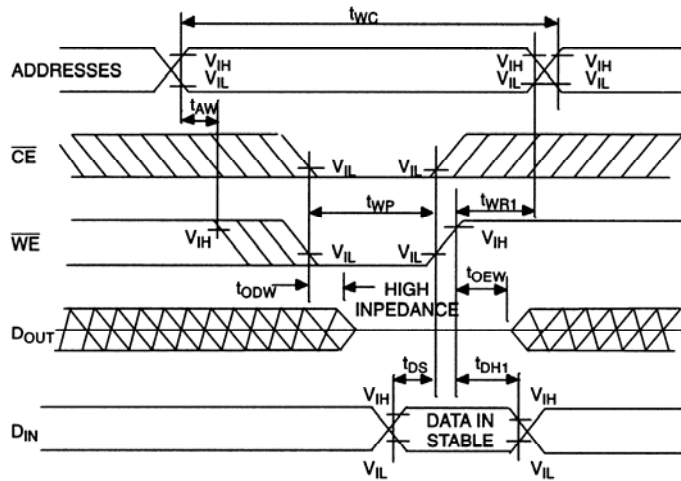 tWC
ADDRESSES
VIH
VIL
VIH
VIL
VIH
VIL
tAW
CE
VIL
VIL
tWP
tWR1
WE
VIH
VIL
VIL
VIH
tODW
HIGH
INPEDANCE
tOEW
DOUT
tDS
tDH1
VIH
VIH
DIN
DATA IN
STABLE
VIL
VIL